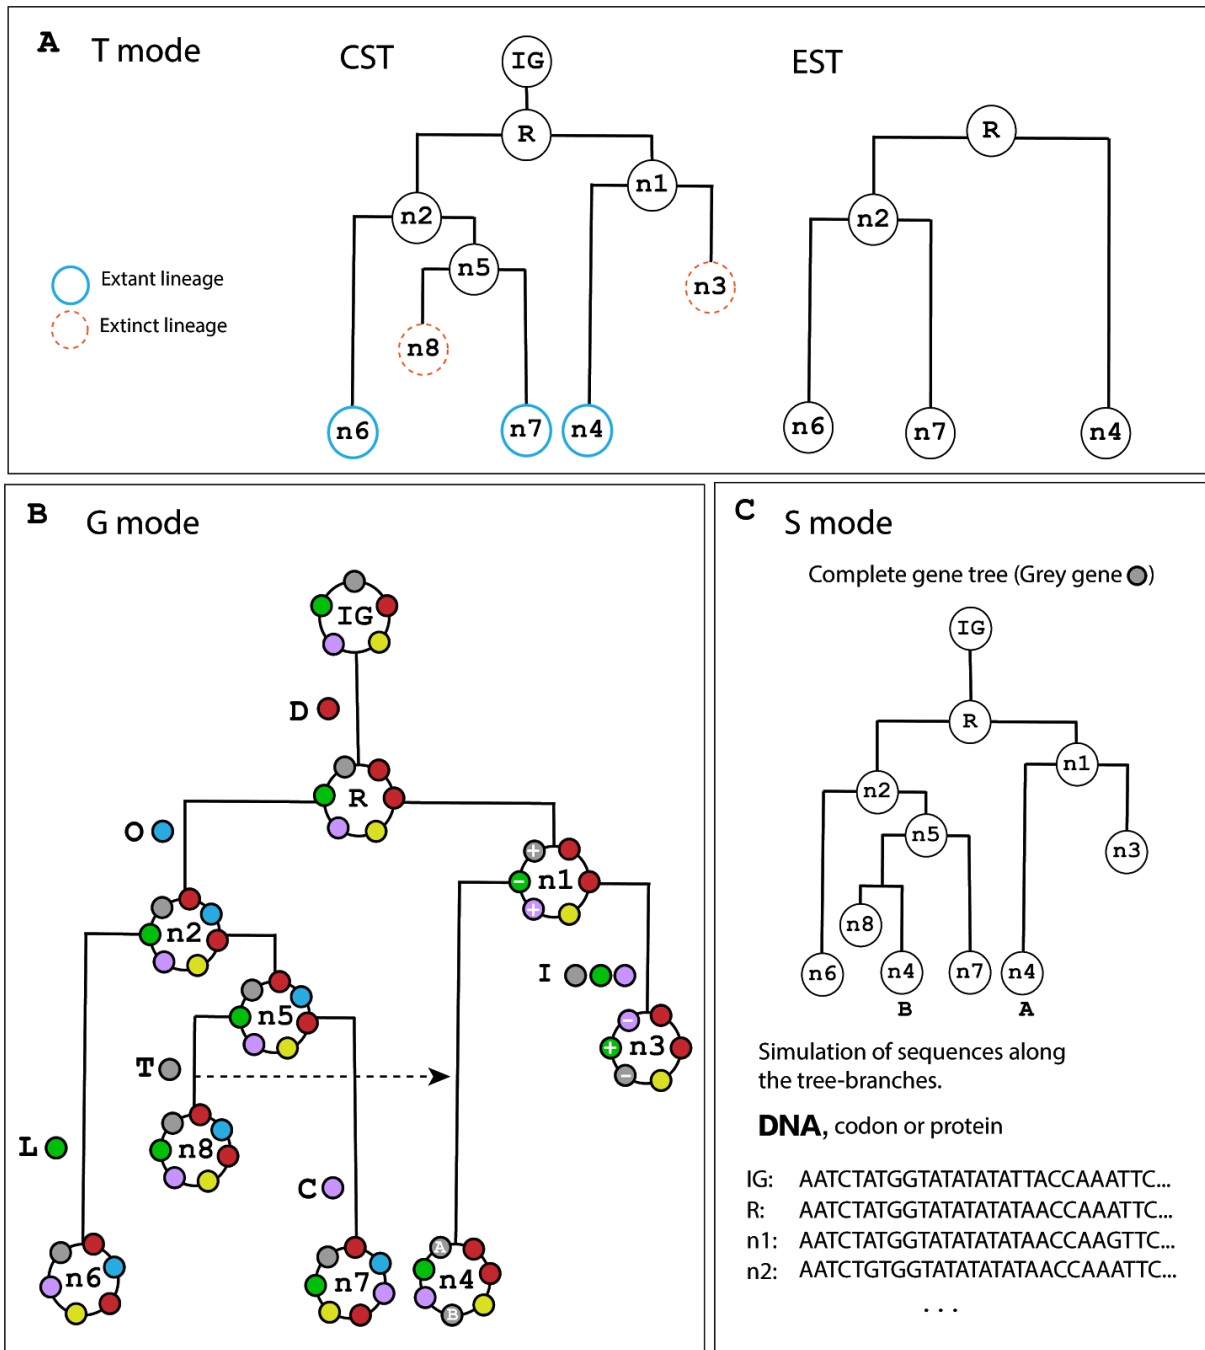 A T mode
CST
EST
IG
R
R
n1
n2
n2
n5
n3
n8
Extant lineage
Extinct lineage
n6
n7
n4
n6
n7
n4
B G mode
IG
D
R
O
+
- n1
+
n2
I
n5
-
+ n3
-
T
n8
L
C
n6
n7
A
n4
B
C S mode
Complete gene tree (Grey gene )
IG
R
n1
n2
n5
n3
n8
n6
n4
n7
n4
B
A
Simulation of sequences along
the tree-branches.
DNA, codon or protein
IG: AATCTATGGTATATATATTACCAAATTC...
R: AATCTATGGTATATATATAACCAAATTC...
n1: AATCTATGGTATATATATAACCAAGTTC...
n2: AATCTGTGGTATATATATAACCAAATTC...
...